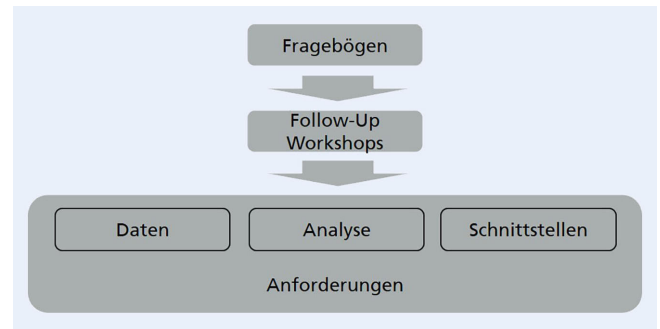 Fragebögen
Follow-Up
Workshops
Daten
Analyse
Schnittstellen
Anforderungen